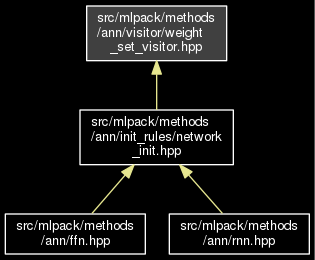 src/mlpack/methods
/ann/visitor/weight
_set_visitor.hpp
src/mlpack/methods
/ann/init_rules/network
_init.hpp
src/mlpack/methods
/ann/ffn.hpp
src/mlpack/methods
/ann/rnn.hpp